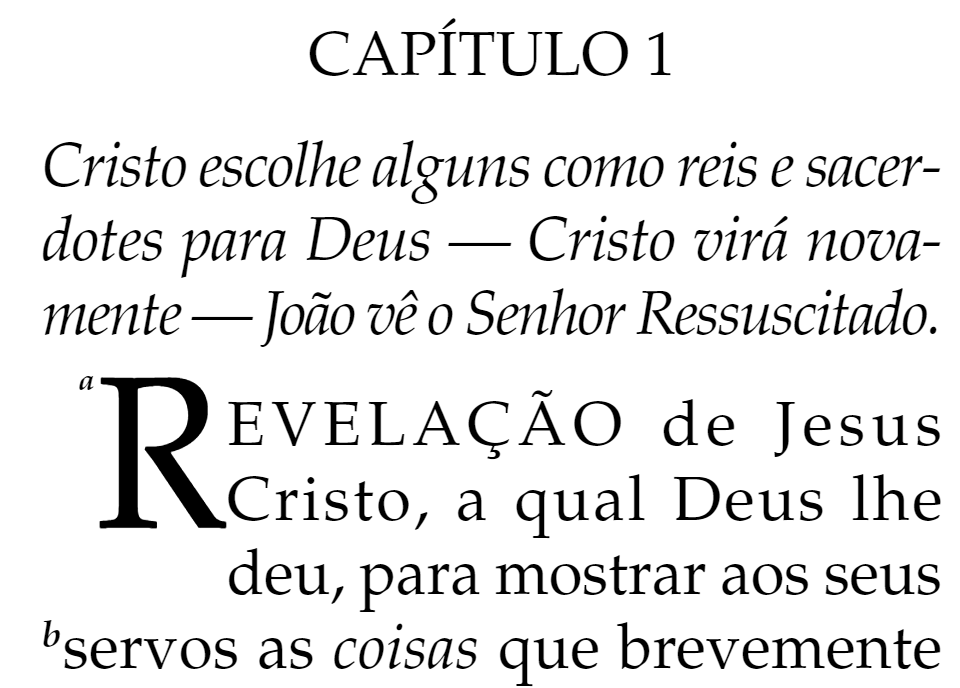 CAPÍTULO 1
Cristo escolhe alguns como reis e sacer-
dotes para Deus — Cristo virá nova-
mente — João vê o Senhor Ressuscitado.
aREVELAÇÃO de Jesus
Cristo, a qual Deus lhe
deu, para mostrar aos seus
bservos as coisas que brevemente